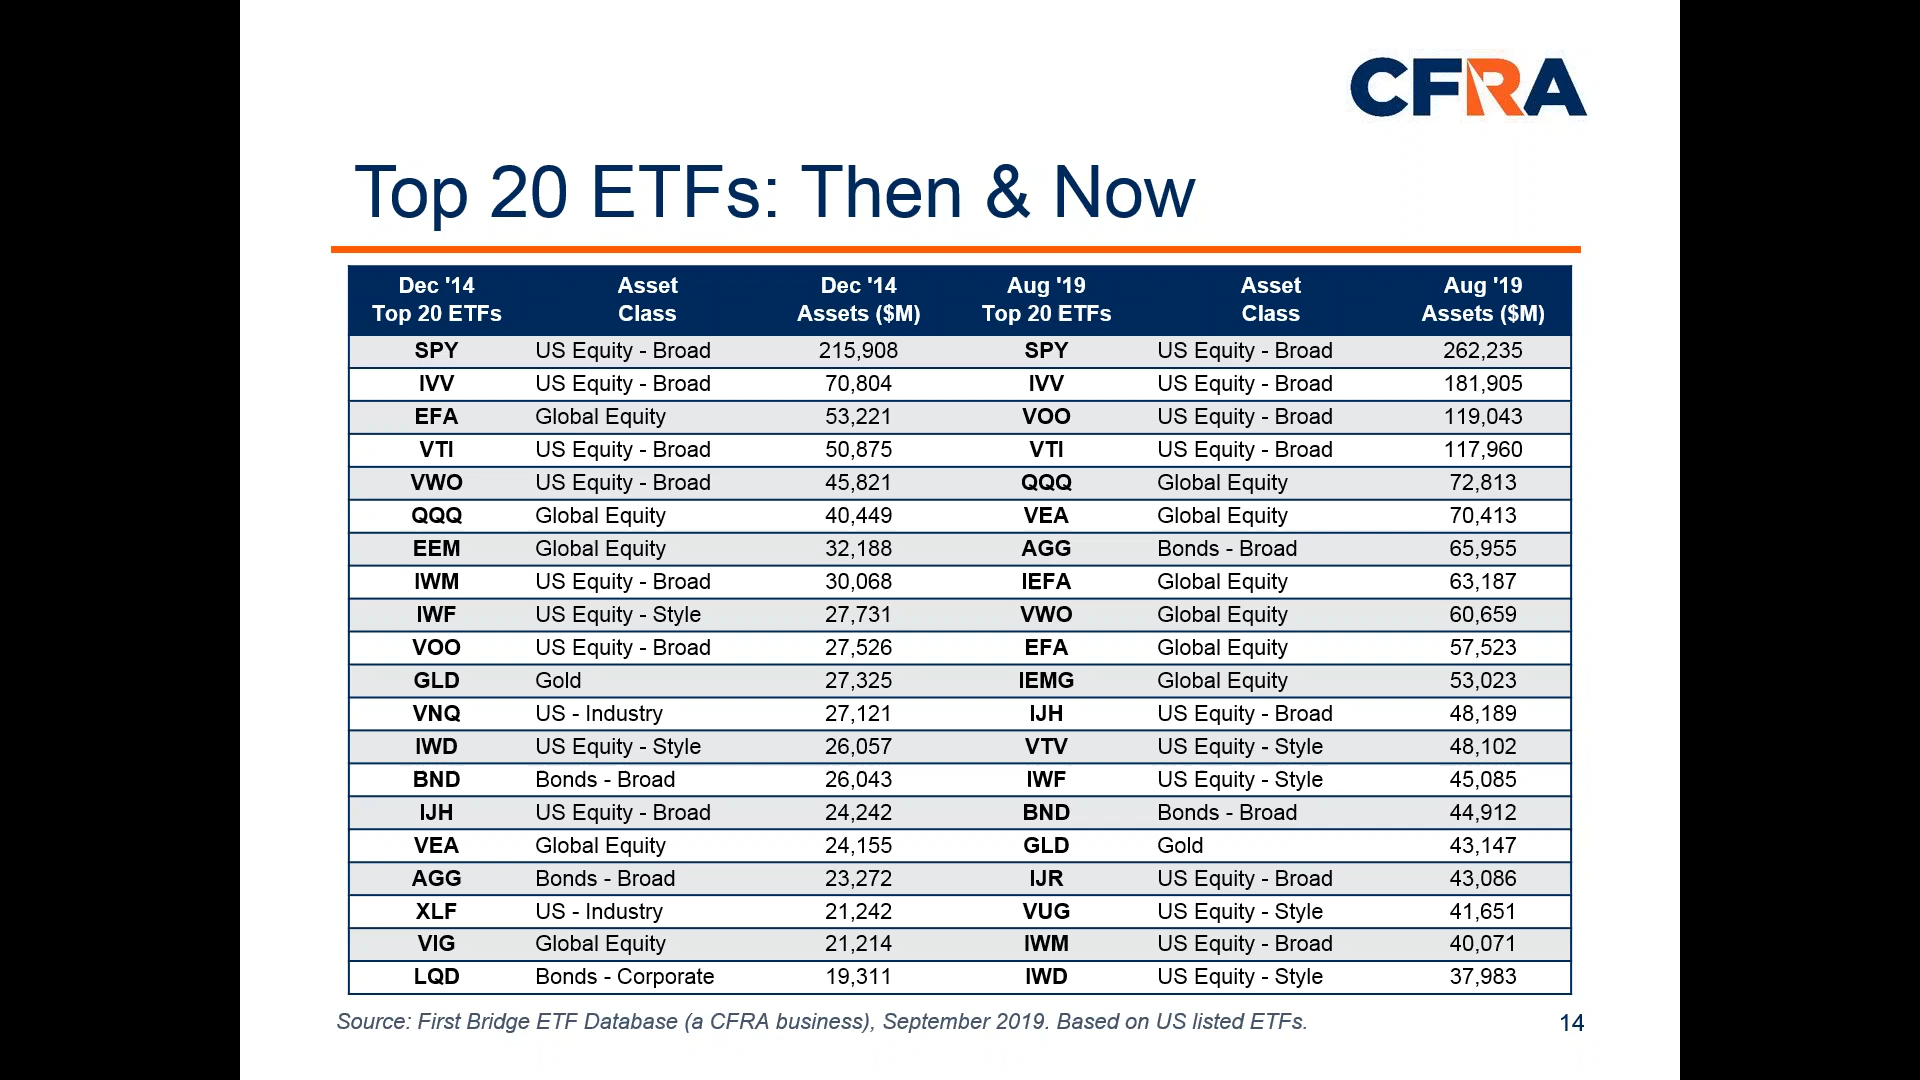 CFRA
Top 20 ETFs: Then & Now
Dec '14 Top 20 ETFs Asset Class Dec '14 Assets ($M) Aug '19 Top 20 ETFs Asset Class Aug '19 Assets ($M)
SPY US Equity - Broad 215,908 SPY US Equity - Broad 262,235
IVV US Equity - Broad 70,804 IVV US Equity - Broad 181,905
EFA Global Equity 53,221 VOO US Equity - Broad 119,043
VTI US Equity - Broad 50,875 VTI US Equity - Broad 117,960
VWO US Equity - Broad 45,821 QQQ Global Equity 72,813
QQQ Global Equity 40,449 VEA Global Equity 70,413
EEM Global Equity 32,188 AGG Bonds - Broad 65,955
IWM US Equity - Broad 30,068 IEFA Global Equity 63,187
IWF US Equity - Style 27,731 VWO Global Equity 60,659
VOO US Equity - Broad 27,526 EFA Global Equity 57,523
GLD Gold 27,325 IEMG Global Equity 53,023
VNQ US - Industry 27,121 IJH US Equity - Broad 48,189
IWD US Equity - Style 26,057 VTV US Equity - Style 48,102
BND Bonds - Broad 26,043 IWF US Equity - Style 45,085
IJH US Equity - Broad 24,242 BND Bonds - Broad 44,912
VEA Global Equity 24,155 GLD Gold 43,147
AGG Bonds - Broad 23,272 IJR US Equity - Broad 43,086
XLF US - Industry 21,242 VUG US Equity - Style 41,651
VIG Global Equity 21,214 IWM US Equity - Broad 40,071
LQD Bonds - Corporate 19,311 IWD US Equity - Style 37,983
Source: First Bridge ETF Database (a CFRA business), September 2019. Based on US listed ETFs.
14